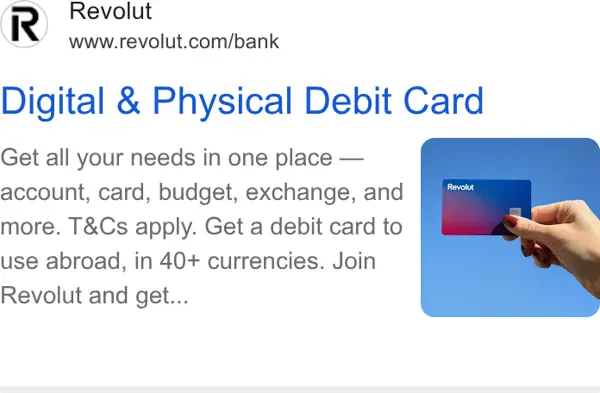 Revolut
www.revolut.com/bank
Digital & Physical Debit Card
Get all your needs in one place —
account, card, budget, exchange, and
more. T&Cs apply. Get a debit card to
use abroad, in 40+ currencies. Join
Revolut and get...
Revolut